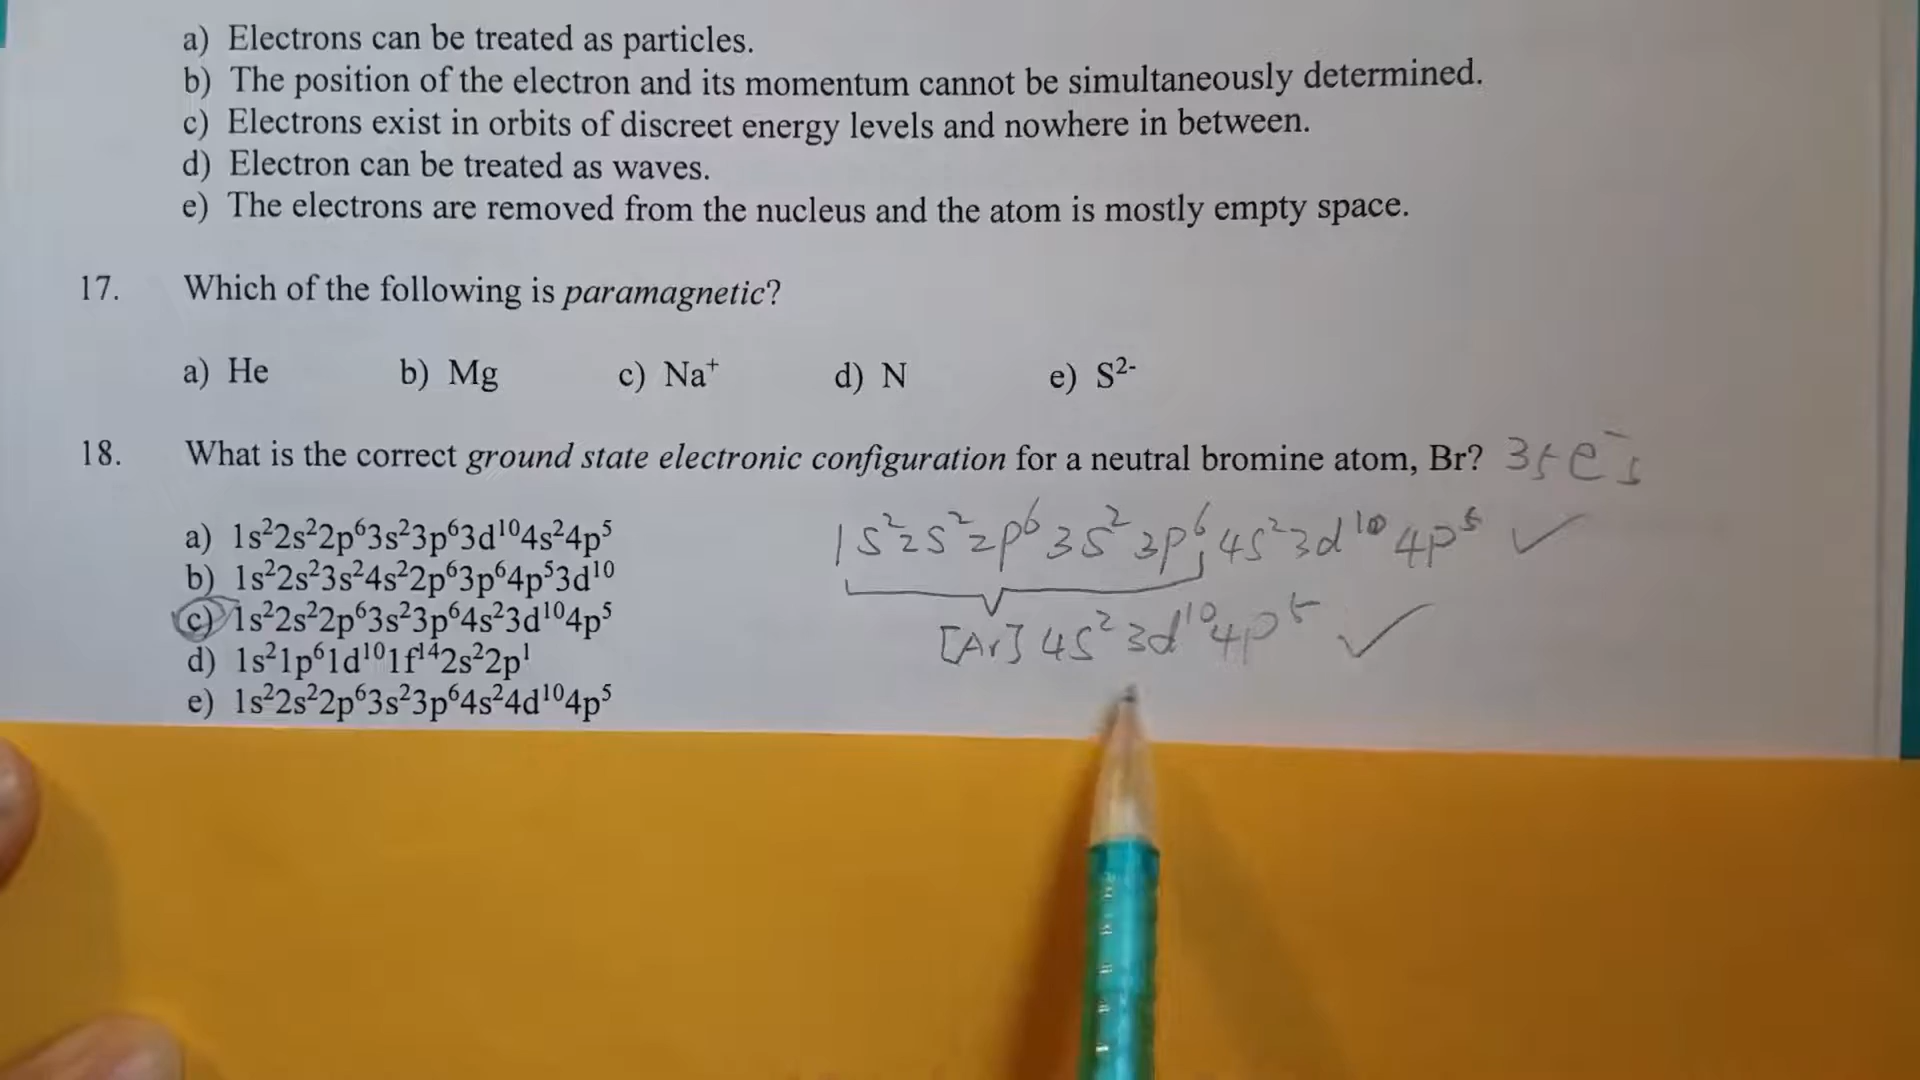 a) Electrons can be treated as particles.
b) The position of the electron and its momentum cannot be simultaneously determined.
c) Electrons exist in orbits of discreet energy levels and nowhere in between.
d) Electron can be treated as waves.
e) The electrons are removed from the nucleus and the atom is mostly empty space.
17. Which of the following is paramagnetic?
a) He b) Mg c) Na⁺ d) N e) S²⁻
18. What is the correct ground state electronic configuration for a neutral bromine atom, Br? 35 e⁻s
a) 1s²2s²2p⁶3s²3p⁶3d¹⁰4s²4p⁵
b) 1s²2s²3s²4s²2p⁶3p⁶4p⁵3d¹⁰
c) 1s²2s²2p⁶3s²3p⁶4s²3d¹⁰4p⁵
d) 1s²1p⁶1d¹⁰1f¹⁴2s²2p¹
e) 1s²2s²2p⁶3s²3p⁶4s²4d¹⁰4p⁵
1s²2s²2p⁶3s²3p⁶4s²3d¹⁰4p⁵ ✓
[Ar] 4s²3d¹⁰4p⁵ ✓